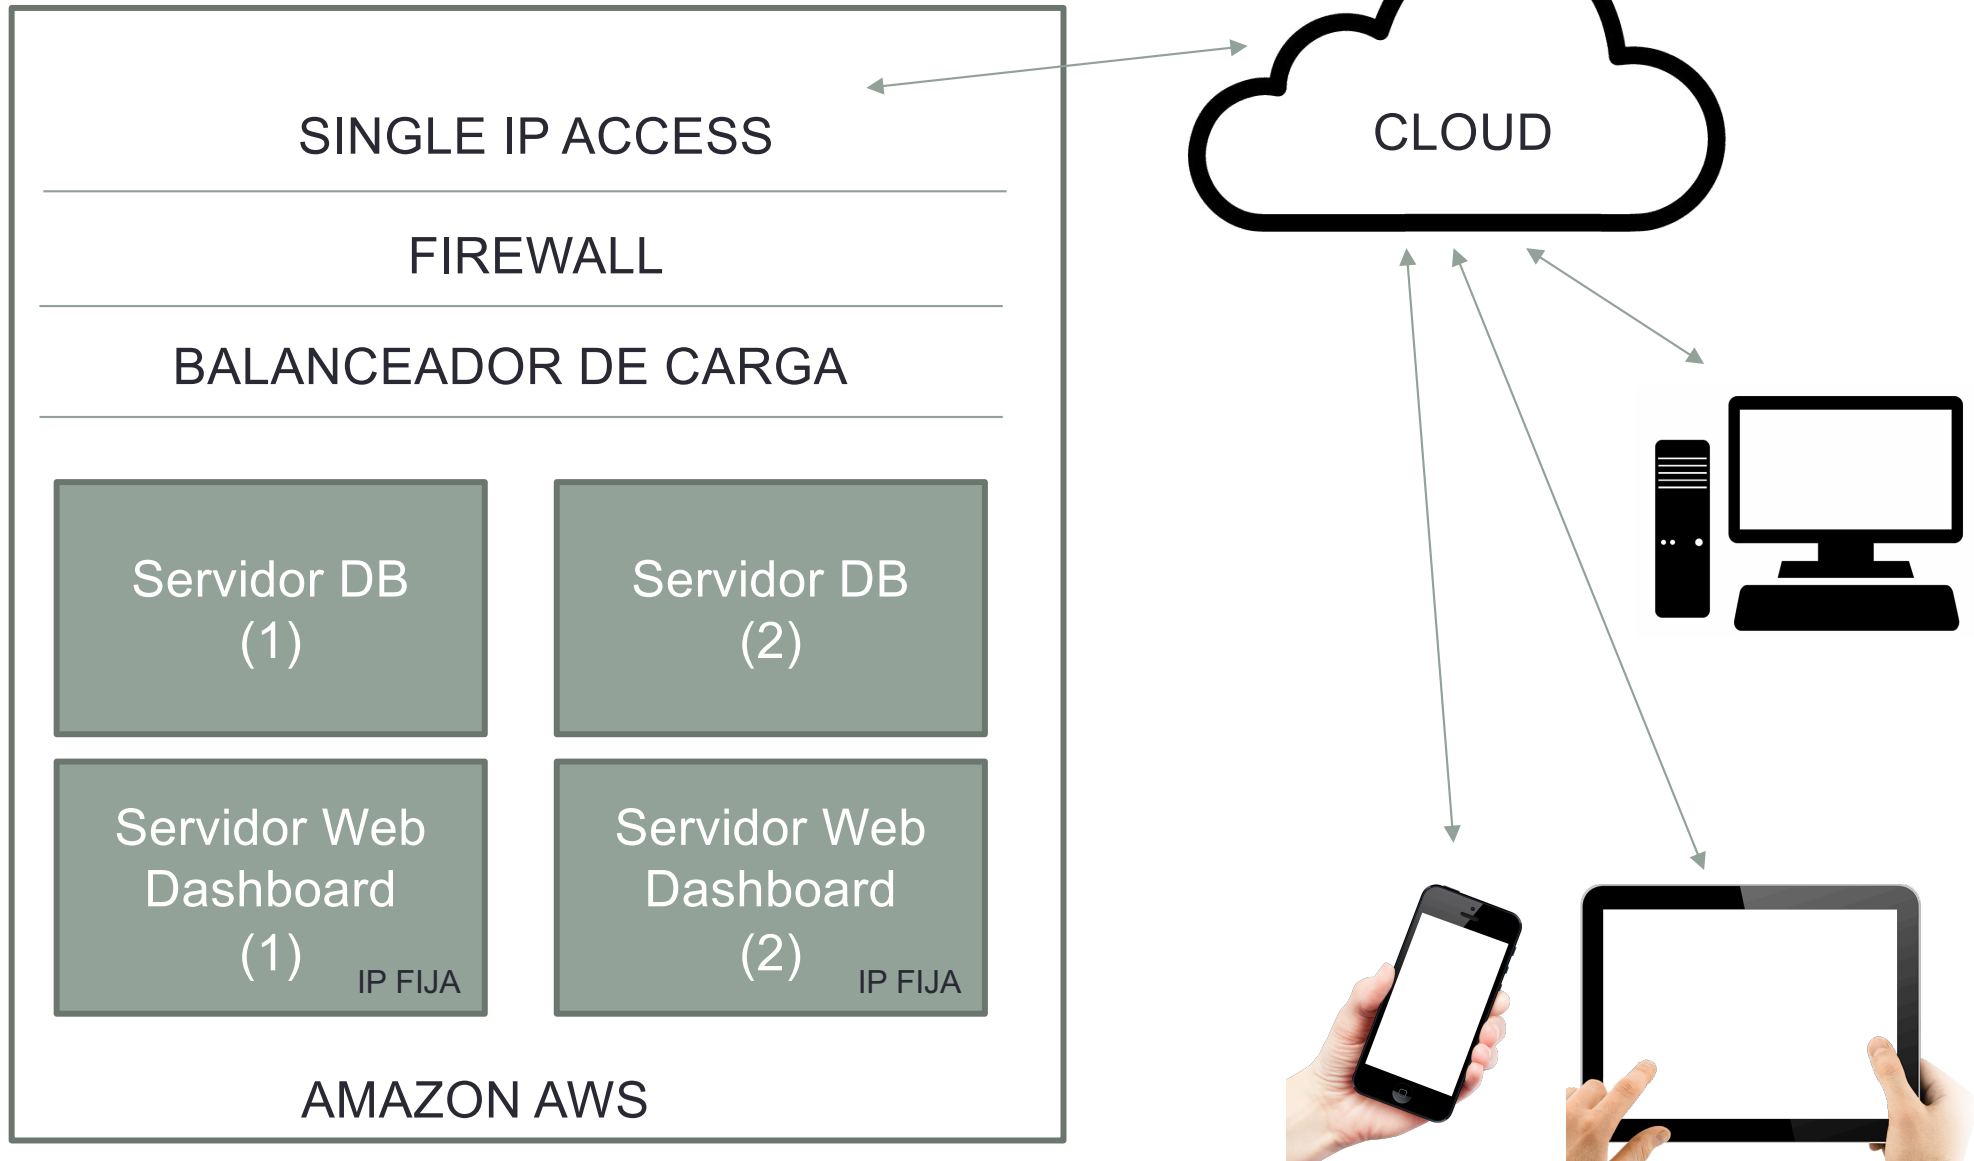 SINGLE IP ACCESS
CLOUD
FIREWALL
BALANCEADOR DE CARGA
Servidor DB
(1)
Servidor DB
(2)
Servidor Web
Dashboard
(1)
IP FIJA
Servidor Web
Dashboard
(2)
IP FIJA
AMAZON AWS